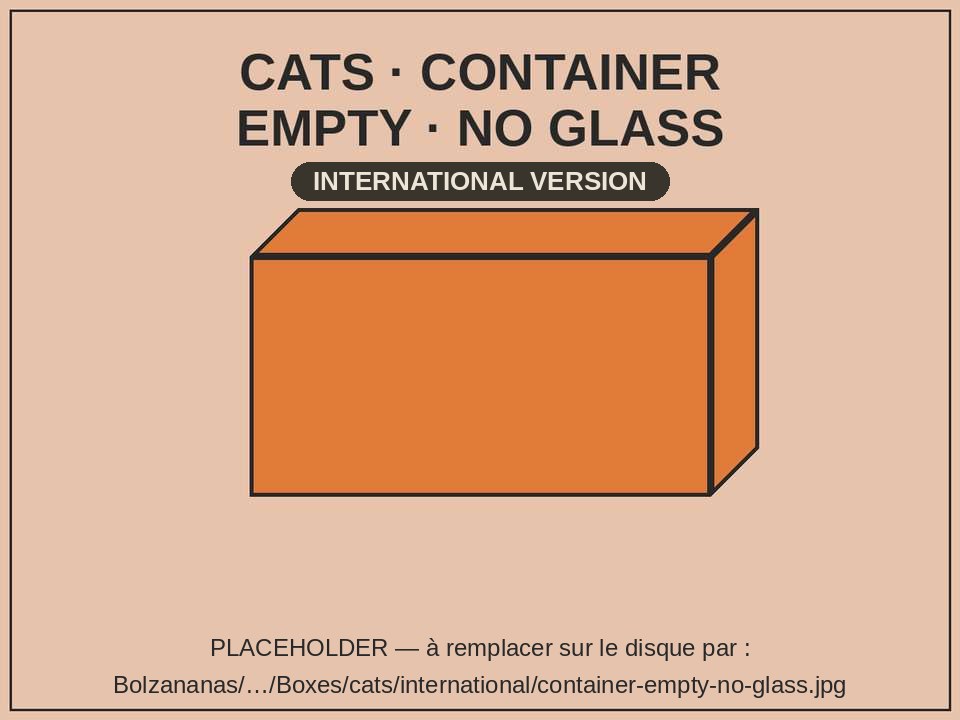 CATS · CONTAINER
EMPTY · NO GLASS
INTERNATIONAL VERSION
PLACEHOLDER — à remplacer sur le disque par :
Bolzananas/…/Boxes/cats/international/container-empty-no-glass.jpg